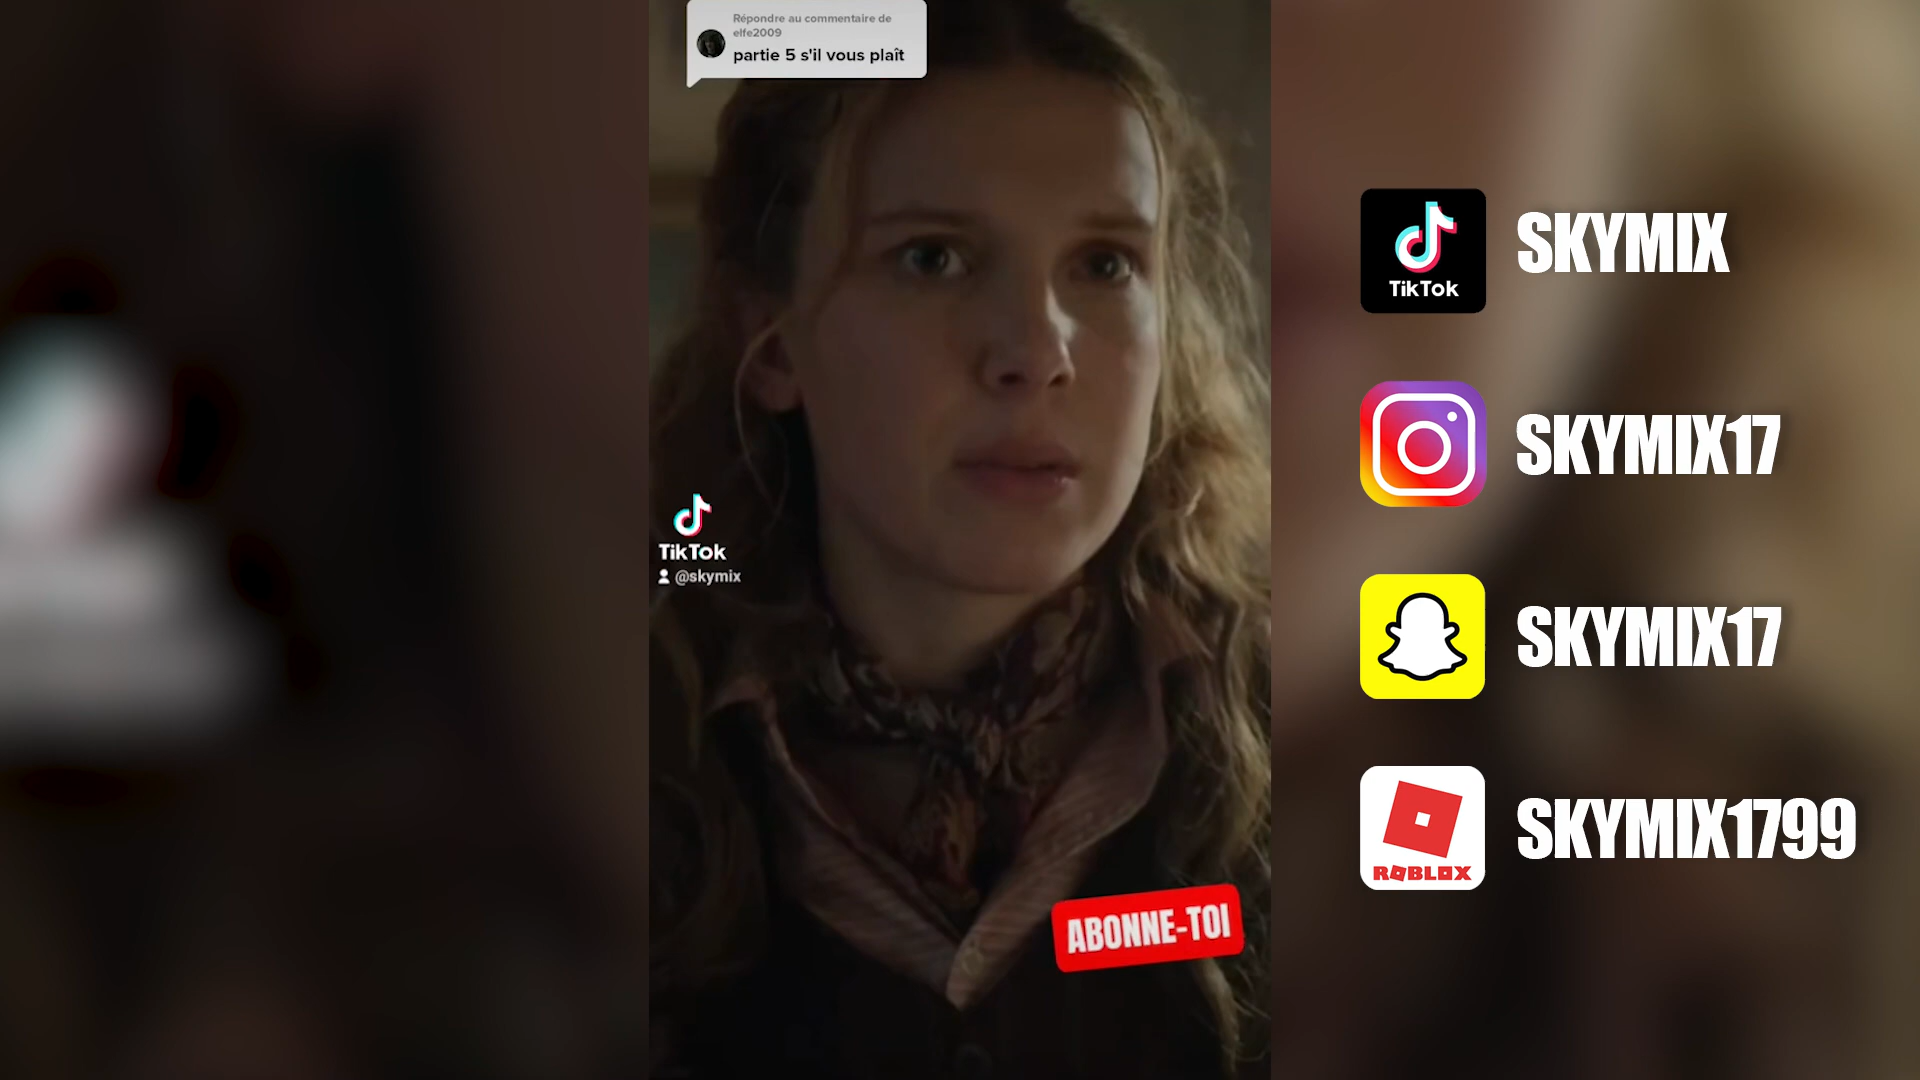 Répondre au commentaire de
elfe2009
partie 5 s'il vous plaît
TikTok
@skymix
ABONNE-TOI
TikTok
SKYMIX
SKYMIX17
SKYMIX17
ROBLOX
SKYMIX1799